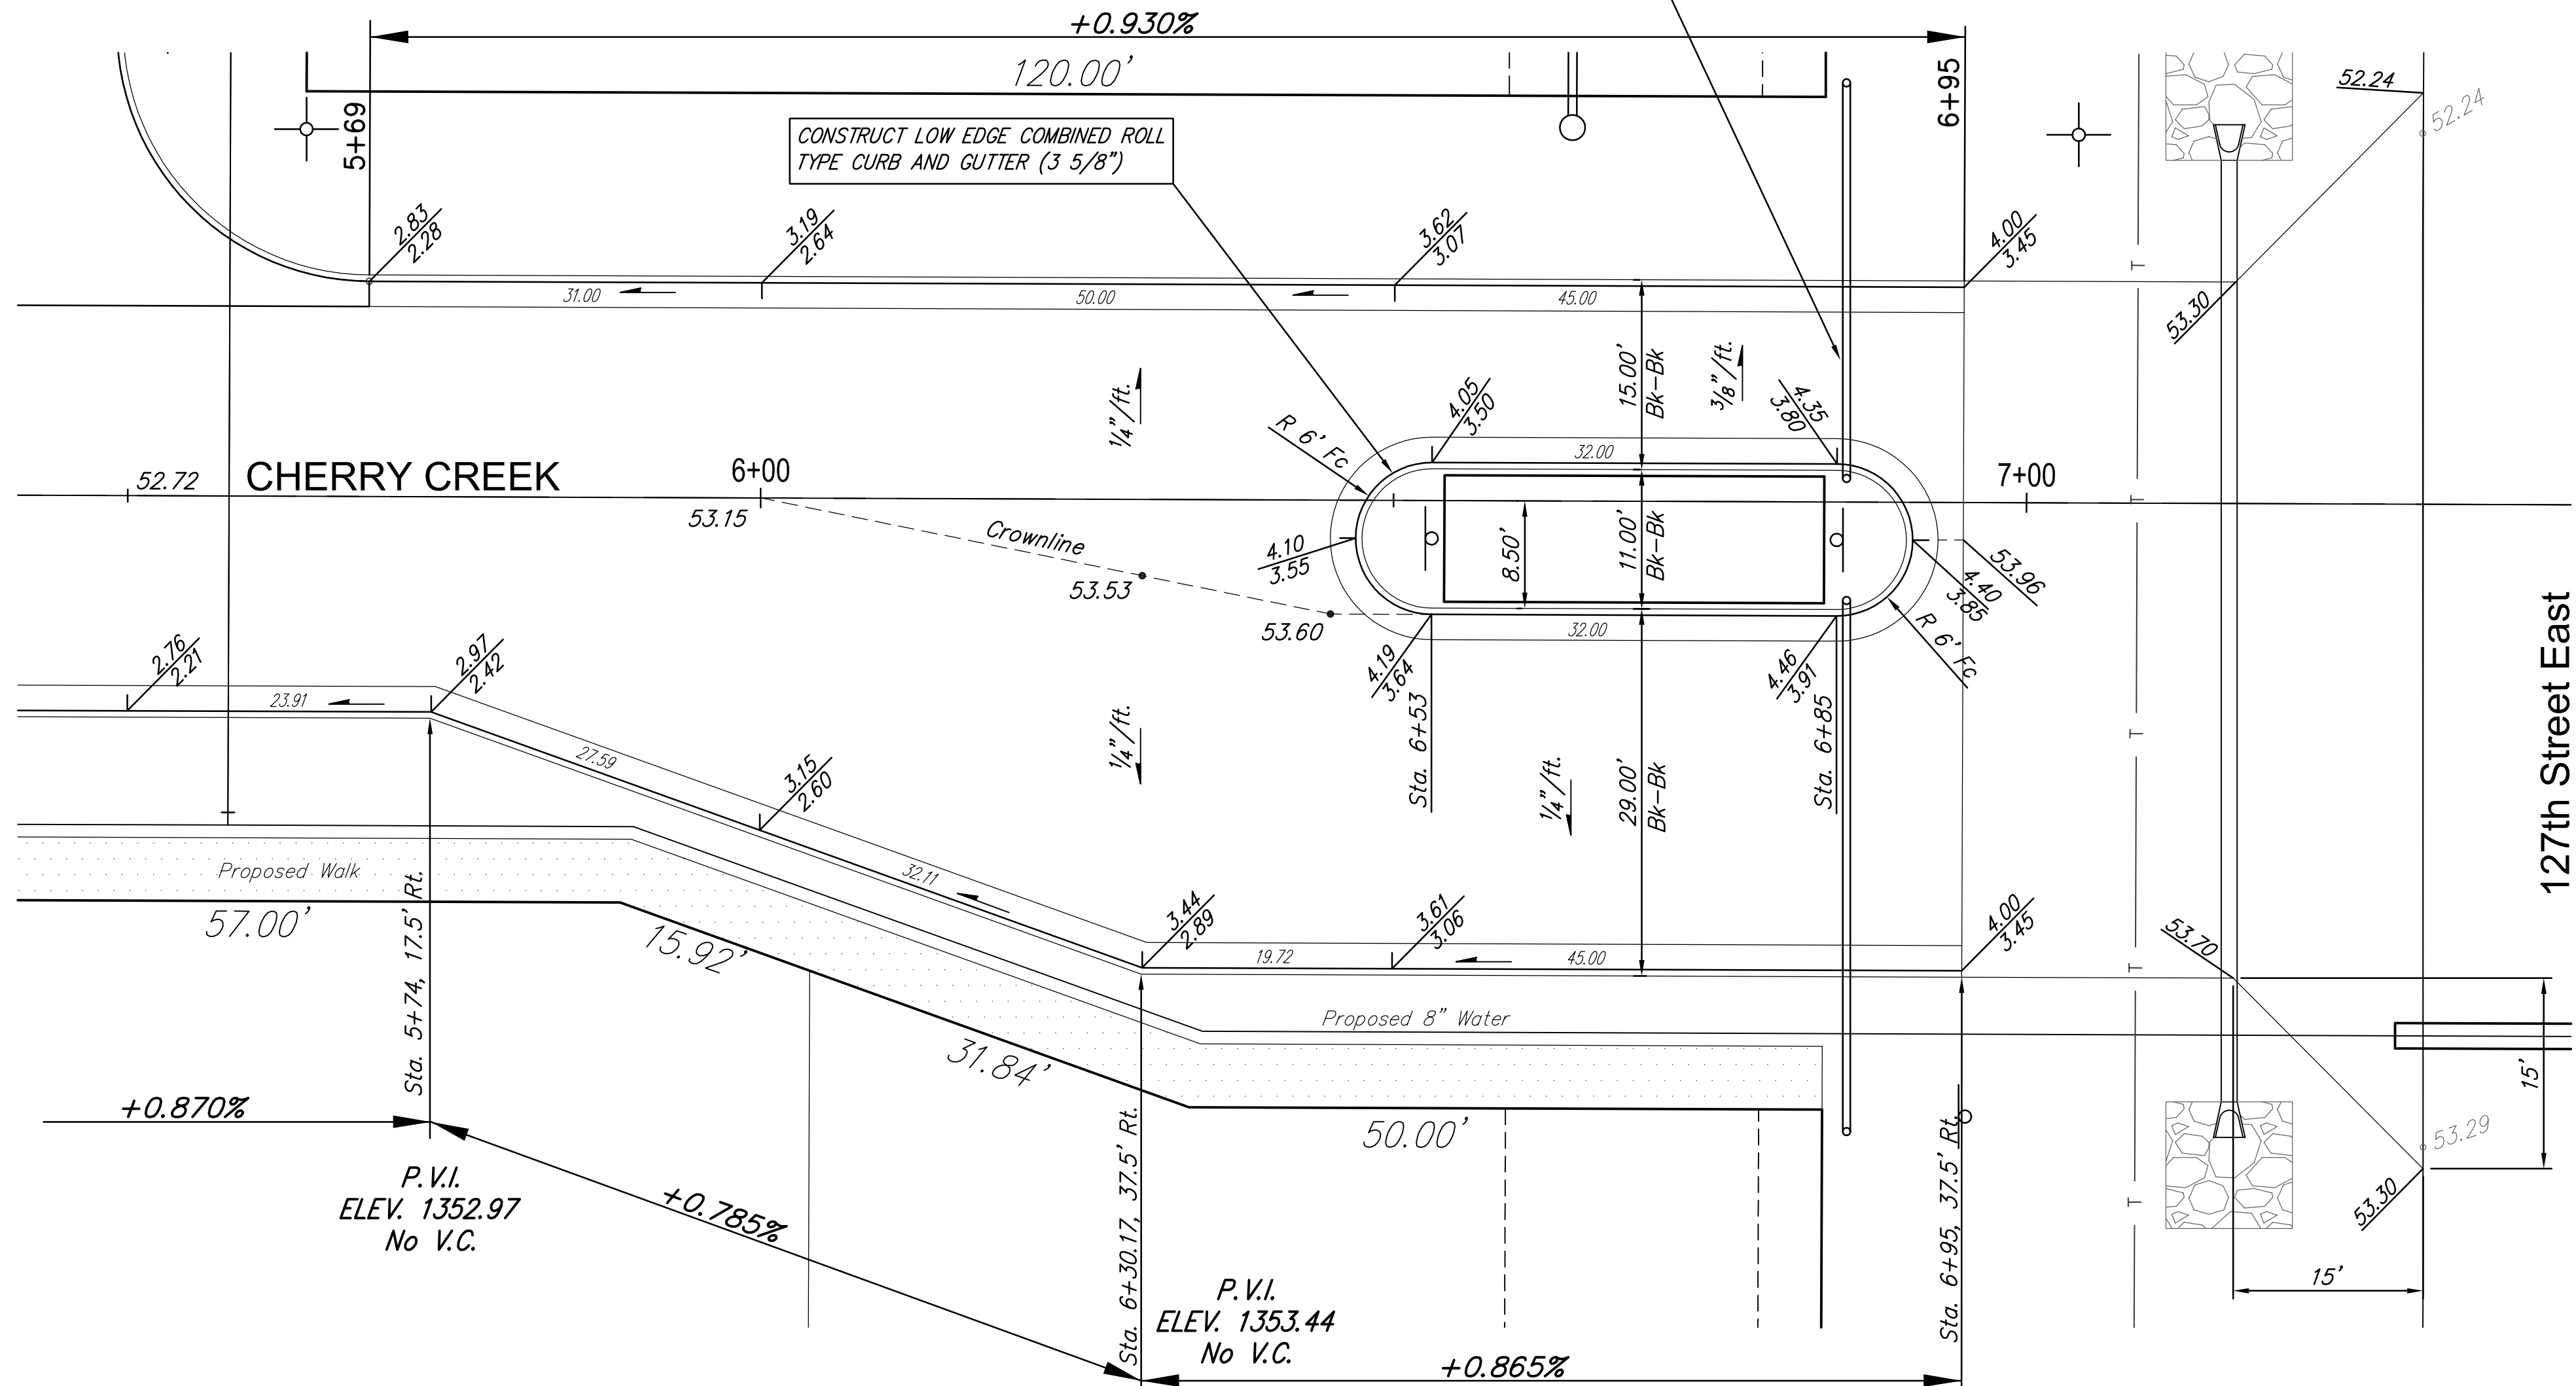 +0.930%
120.00'
5+69
6+95
CONSTRUCT LOW EDGE COMBINED ROLL
TYPE CURB AND GUTTER (3 5/8")
52.24
52.24
2.83
2.28
3.19
2.64
3.62
3.07
4.00
3.45
31.00
50.00
45.00
53.30
1/4"/ft.
15.00'
Bk-Bk
3/8"/ft.
4.05
3.50
4.35
3.80
R 6' Fc
32.00
52.72
CHERRY CREEK
6+00
7+00
53.15
Crownline
53.53
53.60
4.10
3.55
8.50'
11.00'
Bk-Bk
53.96
4.40
3.85
R 6' Fc
32.00
4.19
3.64
4.46
3.91
Sta. 6+53
Sta. 6+85
127th Street East
2.76
2.21
2.97
2.42
23.91
27.59
3.15
2.60
1/4"/ft.
1/4"/ft.
29.00'
Bk-Bk
Proposed Walk
57.00'
32.11
3.44
2.89
3.61
3.06
4.00
3.45
19.72
45.00
53.70
15.92'
Sta. 5+74, 17.5' Rt.
Proposed 8" Water
31.84'
15'
+0.870%
50.00'
53.29
53.30
P.V.I.
ELEV. 1352.97
No V.C.
+0.785%
Sta. 6+30.17, 37.5' Rt.
Sta. 6+95, 37.5' Rt.
15'
P.V.I.
ELEV. 1353.44
No V.C.
+0.865%
T
T
T
T
T